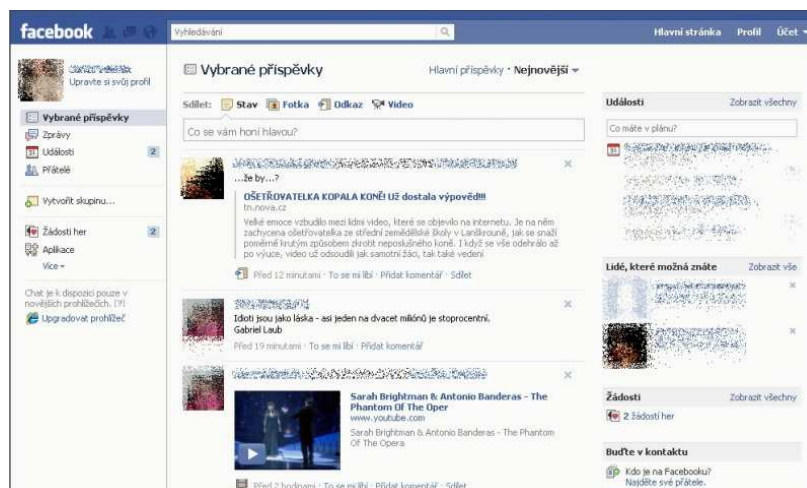 facebook
Vyhledávání
Hlavní stránka
Profil
Účet
Upravte si svůj profil
Vybrané příspěvky
Zprávy
Události 2
Přátelé
Vytvořit skupinu...
Žádosti her 2
Aplikace
Více
Chat je k dispozici pouze v
novějších prohlížečích. [?]
Upgradovat prohlížeč
Vybrané příspěvky
Hlavní příspěvky · Nejnovější
Sdílet: Stav Fotka Odkaz Video
Co se vám honí hlavou?
...že by...?
OŠETŘOVATELKA KOPALA KONĚ! Už dostala výpověď!!!
tn.nova.cz
Velké emoce vzbudilo mezi lidmi video, které se objevilo na internetu. Je na něm
zachycena ošetřovatelka ze střední zemědělské školy v Lanškrouně, jak se snaží
poměrně krutým způsobem zkrotit neposlušného koně. I když se vše odehrálo až
po výuce, video už odsoudili jak samotní žáci, tak také vedení
Před 12 minutami · To se mi líbí · Přidat komentář · Sdílet
Idioti jsou jako láska - asi jeden na dvacet miliónů je stoprocentní.
Gabriel Laub
Před 19 minutami · To se mi líbí · Přidat komentář
Sarah Brightman & Antonio Banderas - The
Phantom Of The Oper
www.youtube.com
Sarah Brightman & Antonio Banderas - The Phantom
Of The Opera
Před 2 hodinami · To se mi líbí · Přidat komentář · Sdílet
Události
Zobrazit všechny
Co máte v plánu?
31
Lidé, které možná znáte
Zobrazit vše
Žádosti
Zobrazit všechny
2 žádostí her
Buďte v kontaktu
Kdo je na Facebooku?
Najděte své přátele.